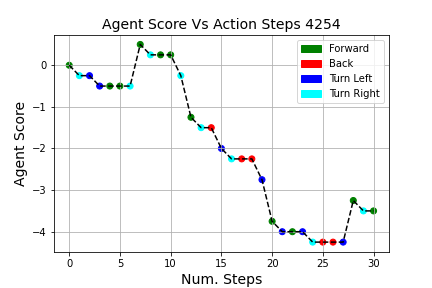 Agent Score Vs Action Steps 4254
Forward
Back
Turn Left
Turn Right
Agent Score
0
−1
−2
−3
−4
0 5 10 15 20 25 30
Num. Steps